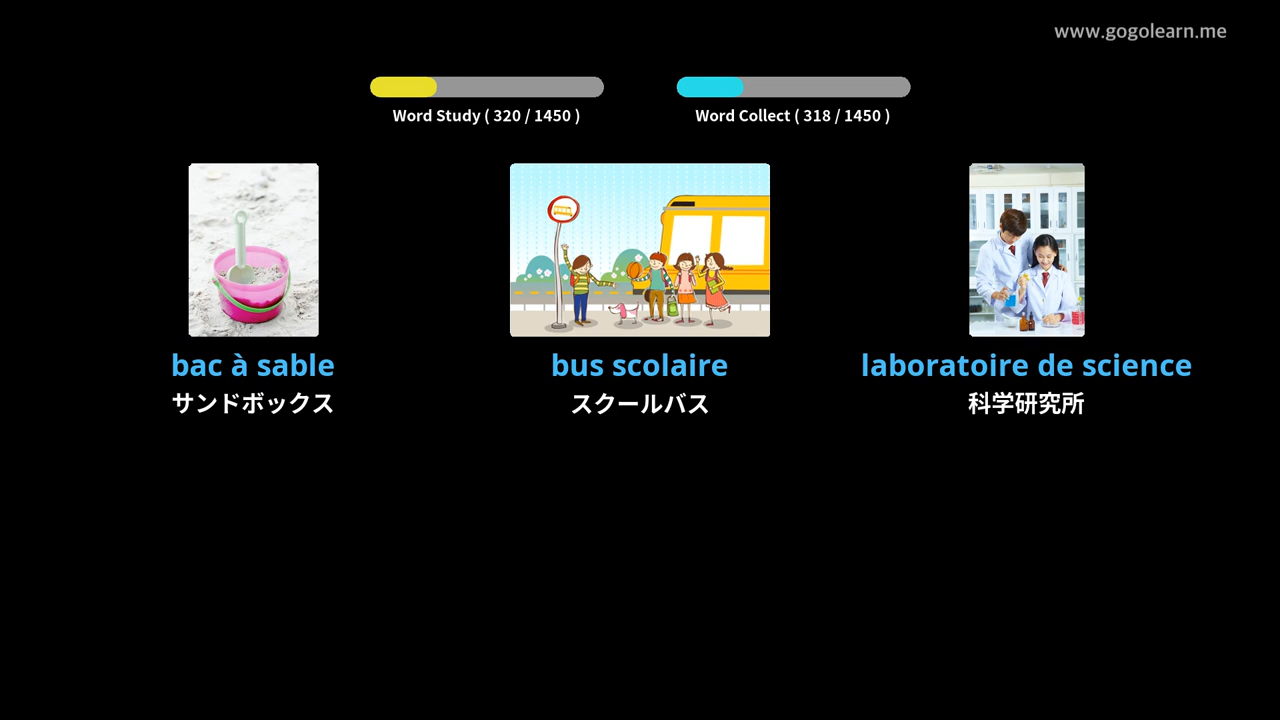 www.gogolearn.me
Word Study ( 320 / 1450 )
Word Collect ( 318 / 1450 )
bac à sable
サンドボックス
bus scolaire
スクールバス
laboratoire de science
科学研究所